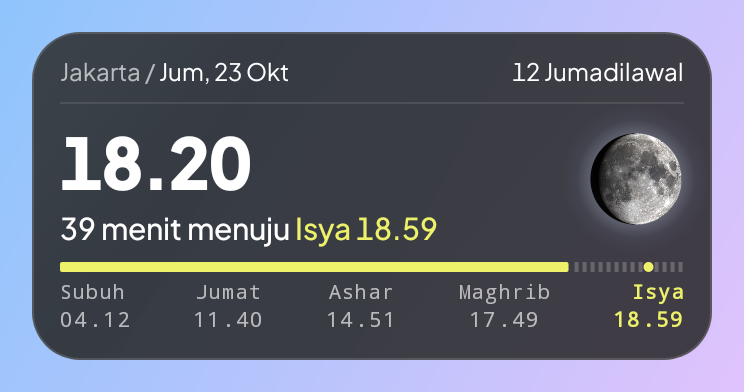 Jakarta / Jum, 23 Okt
12 Jumadilawal
18.20
39 menit menuju Isya 18.59
Subuh Jumat Ashar Maghrib Isya
04.12 11.40 14.51 17.49 18.59